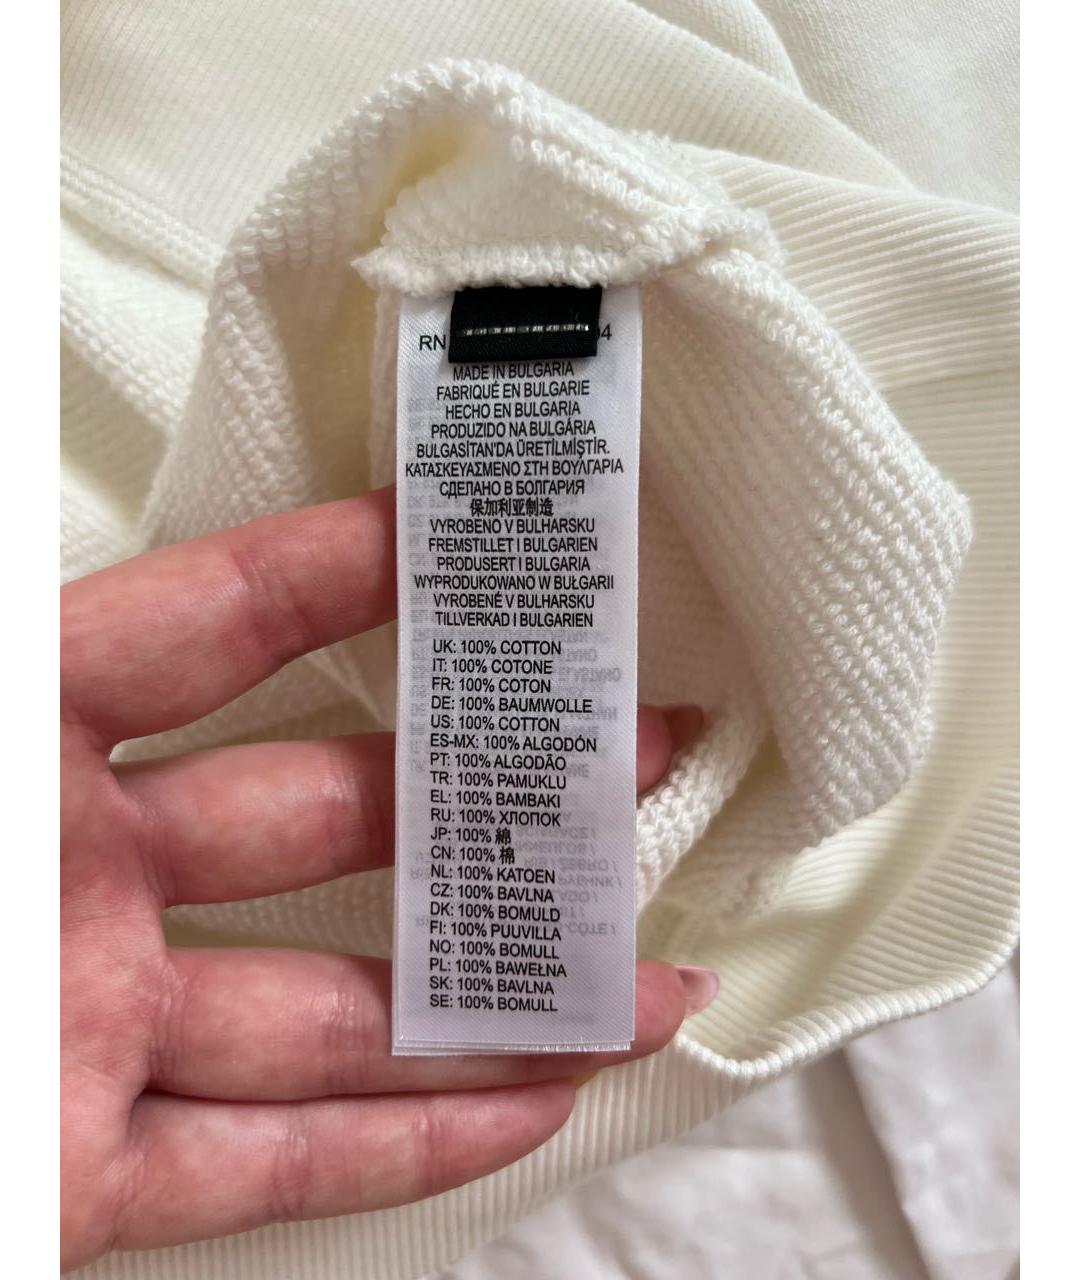 RN 04
MADE IN BULGARIA
FABRIQUÉ EN BULGARIE
HECHO EN BULGARIA
PRODUZIDO NA BULGÁRIA
BULGASİTAN'DA ÜRETİLMİŞTİR.
ΚΑΤΑΣΚΕΥΑΣΜΕΝΟ ΣΤΗ ΒΟΥΛΓΑΡΙΑ
СДЕЛАНО В БОЛГАРИЯ
保加利亚制造
VYROBENO V BULHARSKU
FREMSTILLET I BULGARIEN
PRODUSERT I BULGARIA
WYPRODUKOWANO W BUŁGARII
VYROBENÉ V BULHARSKU
TILLVERKAD I BULGARIEN
UK: 100% COTTON
IT: 100% COTONE
FR: 100% COTON
DE: 100% BAUMWOLLE
US: 100% COTTON
ES-MX: 100% ALGODÓN
PT: 100% ALGODÃO
TR: 100% PAMUKLU
EL: 100% ΒΑΜΒΑΚΙ
RU: 100% ХЛОПОК
JP: 100% 綿
CN: 100% 棉
NL: 100% KATOEN
CZ: 100% BAVLNA
DK: 100% BOMULD
FI: 100% PUUVILLA
NO: 100% BOMULL
PL: 100% BAWEŁNA
SK: 100% BAVLNA
SE: 100% BOMULL